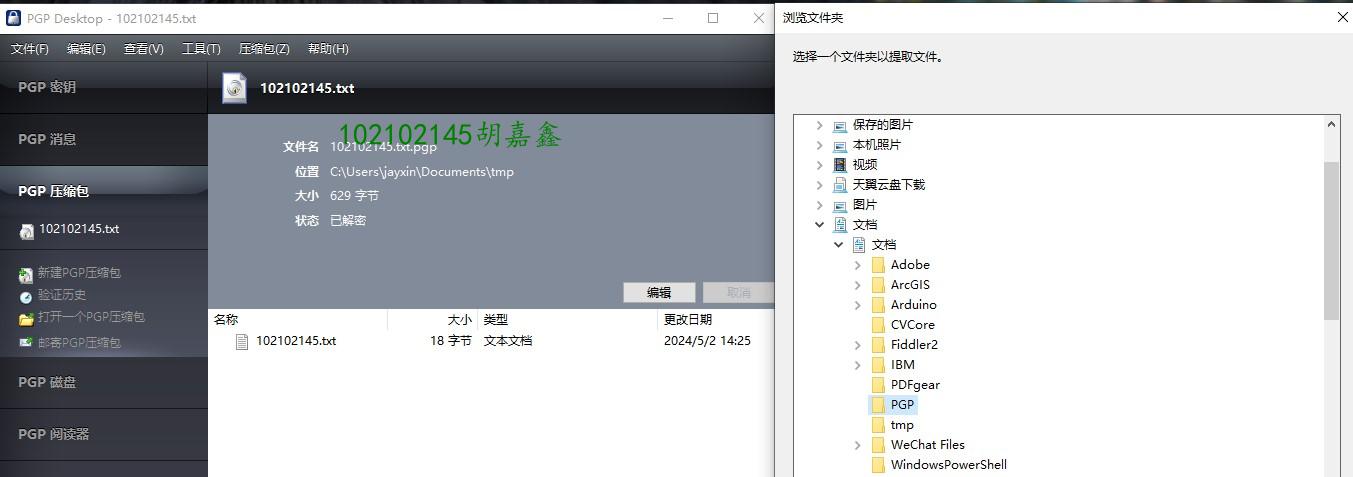 PGP Desktop - 102102145.txt
文件(F) 编辑(E) 查看(V) 工具(T) 压缩包(Z) 帮助(H)
PGP 密钥
PGP 消息
PGP 压缩包
102102145.txt
新建PGP压缩包
验证历史
打开一个PGP压缩包
邮寄PGP压缩包
PGP 磁盘
PGP 阅读器
102102145.txt
102102145胡嘉鑫
文件名 102102145.txt.pgp
位置 C:\Users\jayxin\Documents\tmp
大小 629 字节
状态 已解密
编辑 取消
名称 大小 类型 更改日期
102102145.txt 18 字节 文本文档 2024/5/2 14:25
浏览文件夹
选择一个文件夹以提取文件。
保存的图片
本机照片
视频
天翼云盘下载
图片
文档
文档
Adobe
ArcGIS
Arduino
CVCore
Fiddler2
IBM
PDFgear
PGP
tmp
WeChat Files
WindowsPowerShell